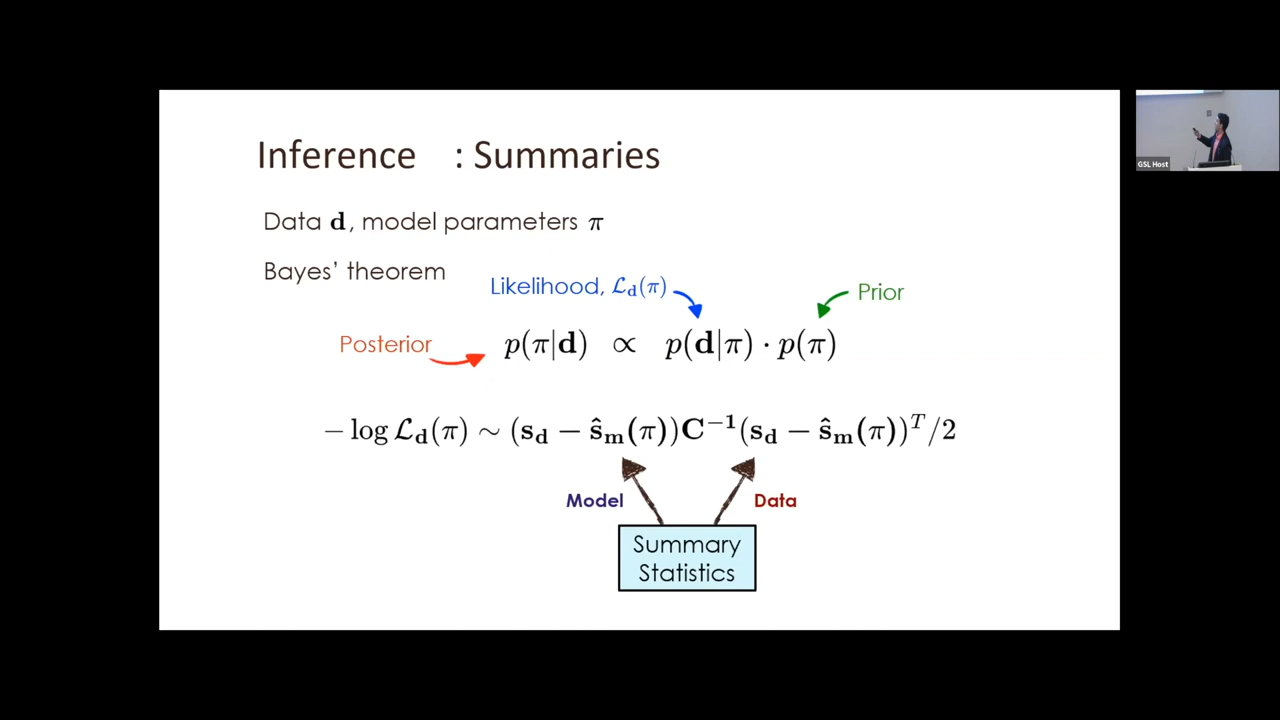 Inference : Summaries
GSL Host
Data d, model parameters π
Bayes’ theorem
Likelihood, ℒ_d(π)
Prior
Posterior
p(π|d) ∝ p(d|π) · p(π)
− log ℒ_d(π) ∼ (s_d − ŝ_m(π))C⁻¹(s_d − ŝ_m(π))ᵀ/2
Model
Data
Summary
Statistics